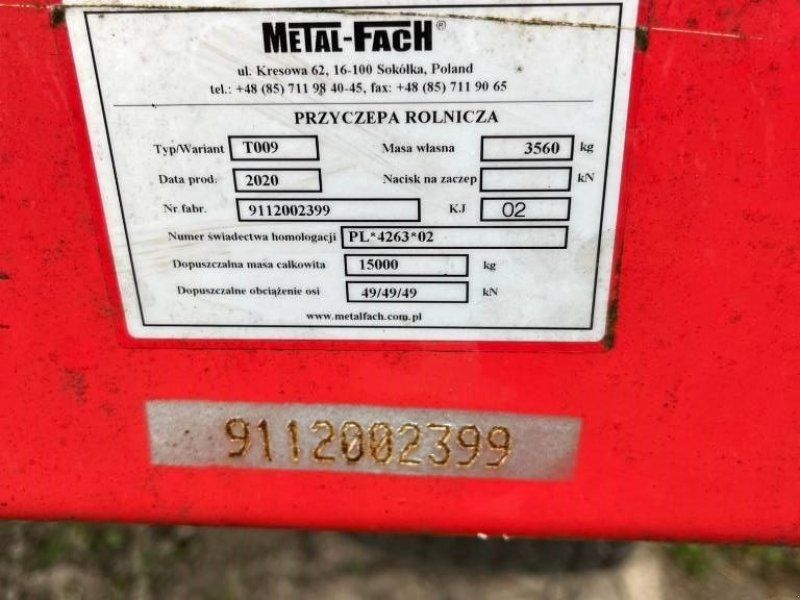 METAL-FACH®
ul. Kresowa 62, 16-100 Sokółka, Poland
tel.: +48 (85) 711 98 40-45, fax: +48 (85) 711 90 65
PRZYCZEPA ROLNICZA
Typ/Wariant T009 Masa własna 3560 kg
Data prod. 2020 Nacisk na zaczep kN
Nr fabr. 9112002399 KJ 02
Numer świadectwa homologacji PL*4263*02
Dopuszczalna masa całkowita 15000 kg
Dopuszczalne obciążenie osi 49/49/49 kN
www.metalfach.com.pl
9112002399